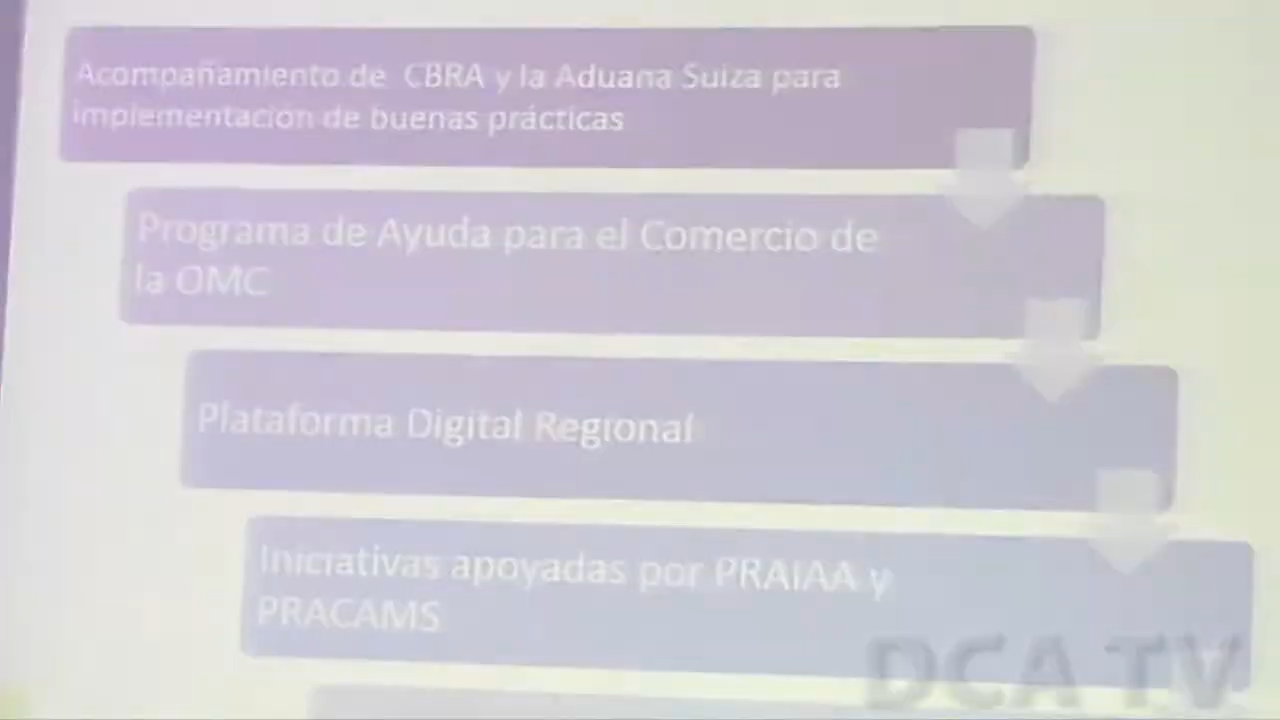 Acompañamiento de CBRA y la Aduana Suiza para
implementación de buenas prácticas
Programa de Ayuda para el Comercio de
la OMC
Plataforma Digital Regional
Iniciativas apoyadas por PRAIAA y
PRACAMS
DCA TV